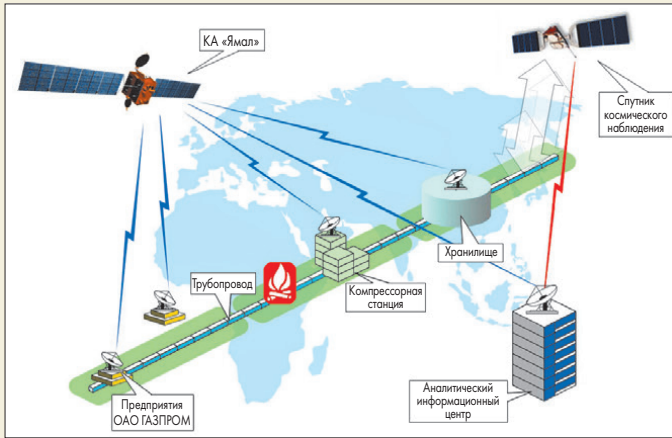 КА «Ямал»
Спутник
космического
наблюдения
Хранилище
Трубопровод
Компрессорная
станция
Аналитический
информационный
центр
Предприятия
ОАО ГАЗПРОМ